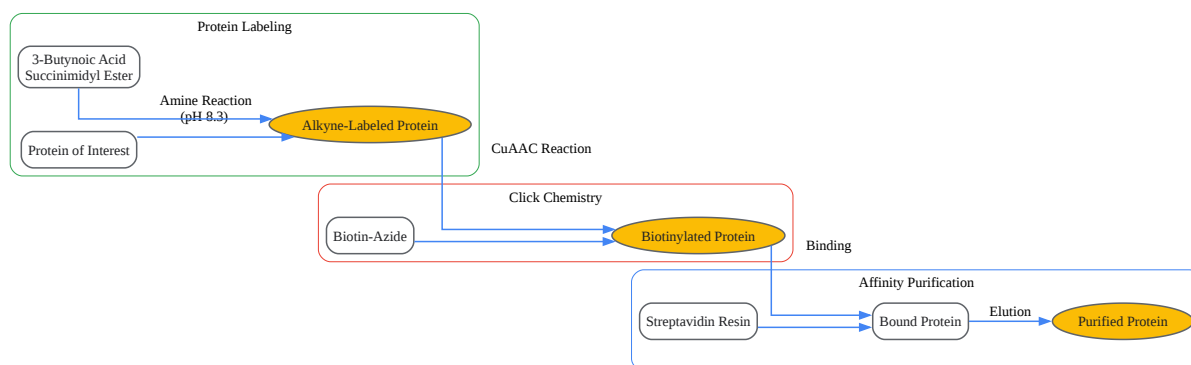 Protein Labeling
3-Butynoic Acid
Succinimidyl Ester
Amine Reaction
(pH 8.3)
Alkyne-Labeled Protein
Protein of Interest
CuAAC Reaction
Click Chemistry
Biotin-Azide
Biotinylated Protein
Binding
Affinity Purification
Streptavidin Resin
Bound Protein
Elution
Purified Protein